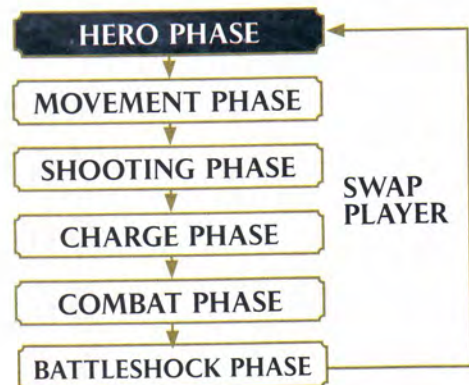 HERO PHASE
MOVEMENT PHASE
SHOOTING PHASE
SWAP
PLAYER
CHARGE PHASE
COMBAT PHASE
BATTLESHOCK PHASE